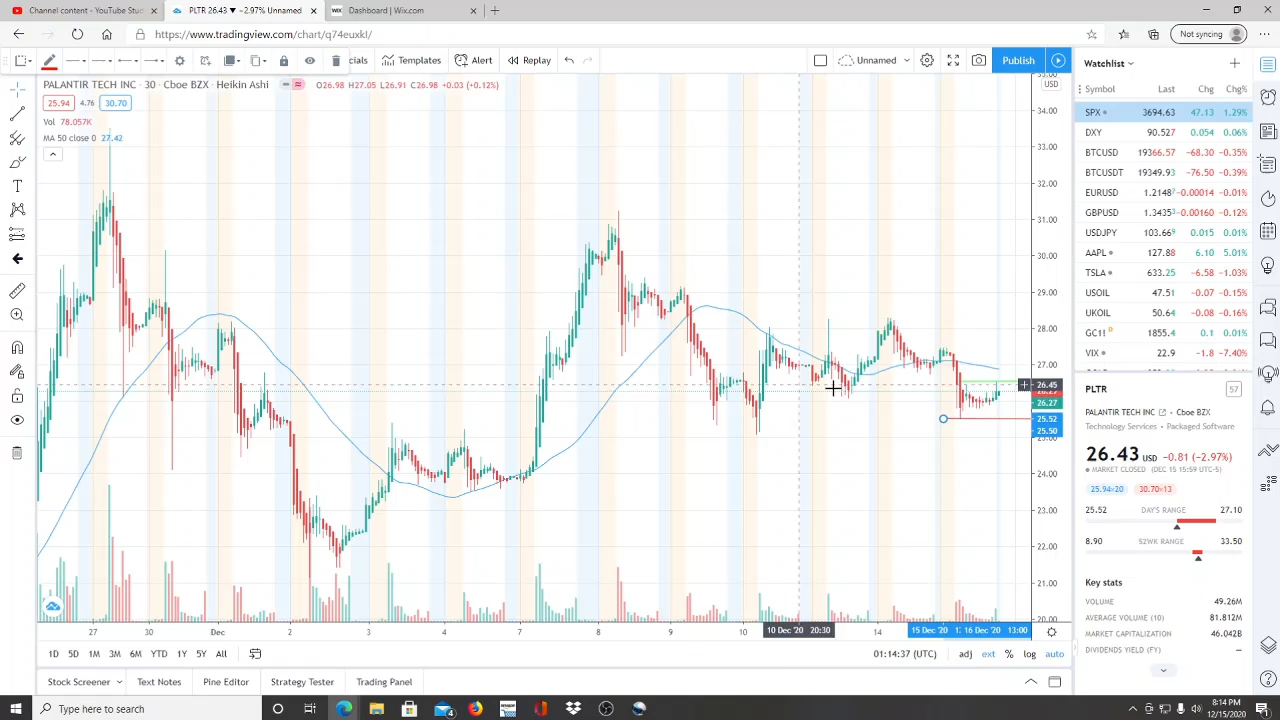 Channel content - YouTube Stud
PLTR 26.43 ▼ −2.97% Unnamed
Dashboard | Wix.com
https://www.tradingview.com/chart/q74euxkl/
Not syncing
cials
Templates
Alert
Replay
Unnamed
Publish
PALANTIR TECH INC · 30 · Cboe BZX · Heikin Ashi
O26.98 H27.05 L26.91 C26.98 +0.03 (+0.12%)
25.94 4.76 30.70
Vol 78.057K
MA 50 close 0 27.42
USD
34.00
33.00
32.00
31.00
30.00
29.00
28.00
27.00
26.45
26.27
25.52
25.50
24.00
23.00
22.00
21.00
20.00
27 30 Dec 2 3 4 7 8 9 10 14
10 Dec '20 20:30
15 Dec '20
16 Dec '20 13:00
1D 5D 1M 3M 6M YTD 1Y 5Y All
01:14:37 (UTC)
adj ext % log auto
Stock Screener
Text Notes
Pine Editor
Strategy Tester
Trading Panel
Watchlist
Symbol Last Chg Chg%
SPX 3694.63 47.13 1.29%
DXY 90.527 0.054 0.06%
BTCUSD 19366.57 −68.30 −0.35%
BTCUSDT 19349.93 −76.50 −0.39%
EURUSD 1.2148² −0.00014 −0.01%
GBPUSD 1.3435³ −0.00160 −0.12%
USDJPY 103.66⁹ 0.015 0.01%
AAPL 127.88 6.10 5.01%
TSLA 633.25 −6.58 −1.03%
USOIL 47.51 −0.07 −0.15%
UKOIL 50.64 −0.08 −0.16%
GC1! D 1855.4 0.1 0.01%
VIX 22.9 −1.8 −7.40%
PLTR
57
PALANTIR TECH INC · Cboe BZX
Technology Services • Packaged Software
26.43 USD −0.81 (−2.97%)
MARKET CLOSED (DEC 15 15:59 UTC-5)
25.94×20 30.70×13
25.52 DAY'S RANGE 27.10
8.90 52WK RANGE 33.50
Key stats
VOLUME 49.26M
AVERAGE VOLUME (10) 81.812M
MARKET CAPITALIZATION 46.042B
DIVIDENDS YIELD (FY) —
Type here to search
4
8:14 PM
12/15/2020